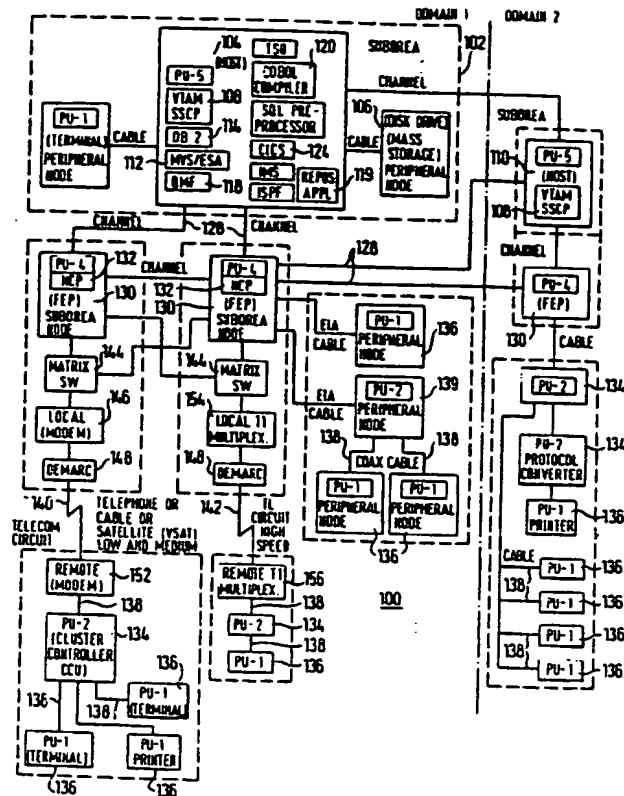 DOMAIN 1
DOMAIN 2
SUBAREA
102
104
(HOST)
TSO
120
PU-5
COBOL
COMPILER
VTAM
SSCP
108
SQL PRE-
PROCESSOR
DB 2
114
112
MVS/ESA
CICS
124
QMF
118
IMS
ISPF
REPOS
APPL
119
PU-1
(TERMINAL)
PERIPHERAL
NODE
CABLE
106
(DISK DRIVE)
(MASS
STORAGE)
PERIPHERAL
NODE
CABLE
CHANNEL
SUBAREA
110
PU-5
(HOST)
VTAM
SSCP
108
CHANNEL
PU-4
(FEP)
130
CABLE
CHANNEL
128
CHANNEL
128
PU-4
NCP
132
(FEP)
130
SUBAREA
NODE
CHANNEL
PU-4
NCP
132
(FEP)
130
SUBAREA
NODE
144
MATRIX
SW
146
LOCAL
(MODEM)
148
DEMARC
144
MATRIX
SW
154
LOCAL T1
MULTIPLEX.
148
DEMARC
EIA
CABLE
PU-1
PERIPHERAL
NODE
136
EIA
CABLE
PU-2
PERIPHERAL
NODE
139
138
COAX CABLE
138
PU-1
PERIPHERAL
NODE
PU-1
PERIPHERAL
NODE
136
140
TELECOM
CIRCUIT
TELEPHONE OR
CABLE OR
SATELLITE (VSAT)
LOW AND MEDIUM
142
T1
CIRCUIT
HIGH
SPEED
REMOTE
(MODEM)
152
138
PU-2
(CLUSTER
CONTROLLER
CCU)
134
136
138
136
PU-1
(TERMINAL)
PU-1
(TERMINAL)
136
PU-1
PRINTER
136
REMOTE T1
MULTIPLEX.
156
138
PU-2
134
138
PU-1
136
100
PU-2
134
PU-2
PROTOCOL
CONVERTER
134
PU-1
PRINTER
136
CABLE
138
PU-1
136
PU-1
136
138
PU-1
136
PU-1
136